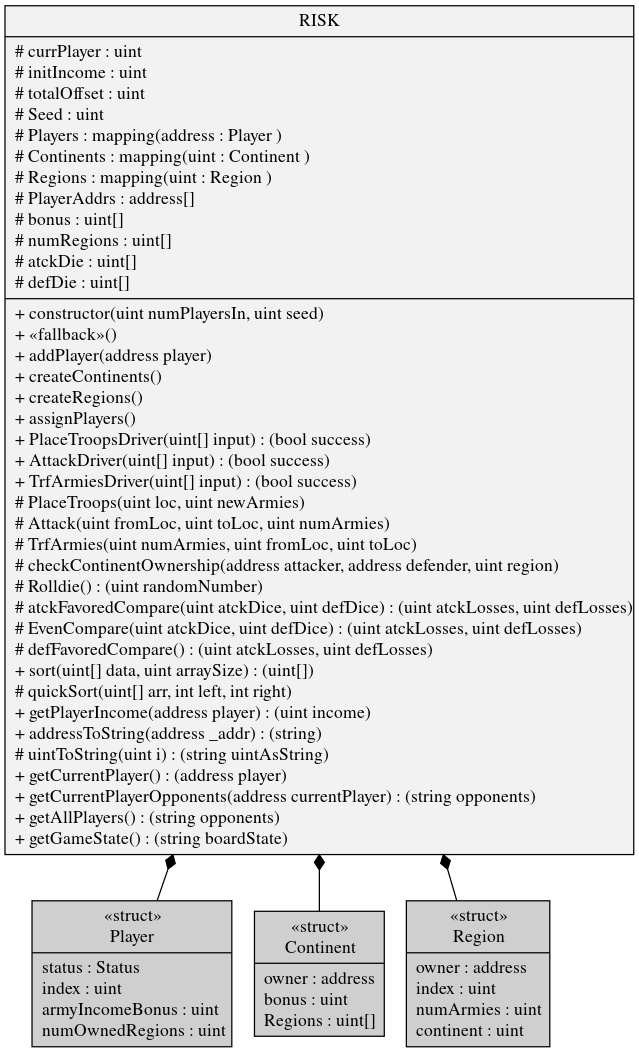 RISK
# currPlayer : uint
# initIncome : uint
# totalOffset : uint
# Seed : uint
# Players : mapping(address : Player )
# Continents : mapping(uint : Continent )
# Regions : mapping(uint : Region )
# PlayerAddrs : address[]
# bonus : uint[]
# numRegions : uint[]
# atckDie : uint[]
# defDie : uint[]
+ constructor(uint numPlayersIn, uint seed)
+ «fallback»()
+ addPlayer(address player)
+ createContinents()
+ createRegions()
+ assignPlayers()
+ PlaceTroopsDriver(uint[] input) : (bool success)
+ AttackDriver(uint[] input) : (bool success)
+ TrfArmiesDriver(uint[] input) : (bool success)
# PlaceTroops(uint loc, uint newArmies)
# Attack(uint fromLoc, uint toLoc, uint numArmies)
# TrfArmies(uint numArmies, uint fromLoc, uint toLoc)
# checkContinentOwnership(address attacker, address defender, uint region)
# Rolldie() : (uint randomNumber)
# atckFavoredCompare(uint atckDice, uint defDice) : (uint atckLosses, uint defLosses)
# EvenCompare(uint atckDice, uint defDice) : (uint atckLosses, uint defLosses)
# defFavoredCompare() : (uint atckLosses, uint defLosses)
+ sort(uint[] data, uint arraySize) : (uint[])
# quickSort(uint[] arr, int left, int right)
+ getPlayerIncome(address player) : (uint income)
+ addressToString(address _addr) : (string)
# uintToString(uint i) : (string uintAsString)
+ getCurrentPlayer() : (address player)
+ getCurrentPlayerOpponents(address currentPlayer) : (string opponents)
+ getAllPlayers() : (string opponents)
+ getGameState() : (string boardState)
«struct»
Player
status : Status
index : uint
armyIncomeBonus : uint
numOwnedRegions : uint
«struct»
Continent
owner : address
bonus : uint
Regions : uint[]
«struct»
Region
owner : address
index : uint
numArmies : uint
continent : uint